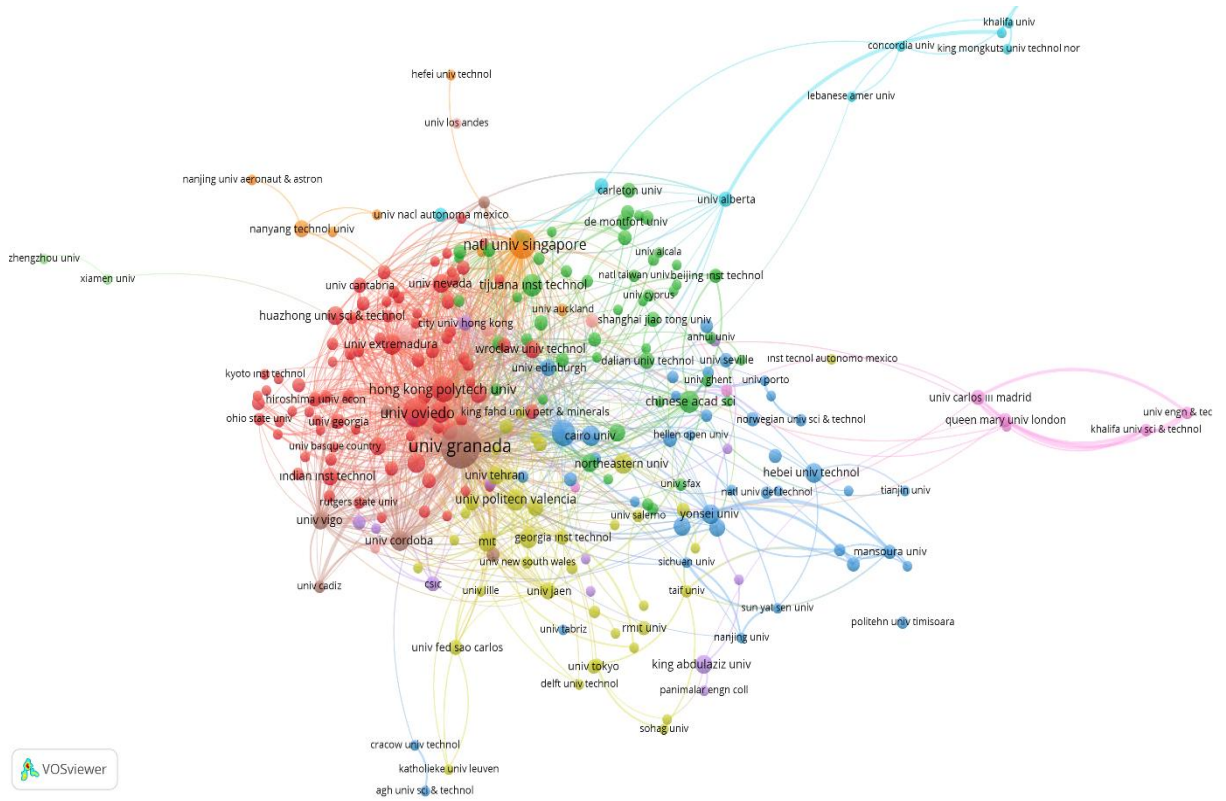 khalifa univ
concordia univ
king mongkuts univ technol nor
hefei univ technol
lebanese amer univ
univ los andes
nanjing univ aeronaut & astron
carleton univ
univ alberta
univ nacl autonoma mexico
de montfort univ
nanyang technol univ
natl univ singapore
univ alcala
zhengzhou univ
xiamen univ
univ nevada
tijuana inst technol
natl taiwan univ
beijing inst technol
univ cantabria
univ cyprus
univ auckland
huazhong univ sci & technol
city univ hong kong
shanghai jiao tong univ
anhui univ
univ extremadura
wroclaw univ technol
dalian univ technol
univ seville
inst tecnol autonomo mexico
univ edinburgh
kyoto inst technol
univ ghent
univ porto
hong kong polytech univ
hiroshima univ econ
chinese acad sci
univ carlos iii madrid
ohio state univ
univ georgia
univ oviedo
king fahd univ petr & minerals
norwegian univ sci & technol
queen mary univ london
univ engn & tec
khalifa univ sci & technol
univ basque country
univ granada
cairo univ
hellen open univ
indian inst technol
univ tehran
northeastern univ
hebei univ technol
univ sfax
natl univ def technol
tianjin univ
rutgers state univ
univ politecn valencia
univ vigo
univ salerno
yonsei univ
univ cordoba
mit
georgia inst technol
mansoura univ
univ new south wales
sichuan univ
univ cadiz
csic
univ lille
univ jaen
taif univ
sun yat sen univ
univ tabriz
rmit univ
nanjing univ
politehn univ timisoara
univ fed sao carlos
univ tokyo
king abdulaziz univ
delft univ technol
panimalar engn coll
sohag univ
cracow univ technol
katholieke univ leuven
agh univ sci & technol
VOSviewer